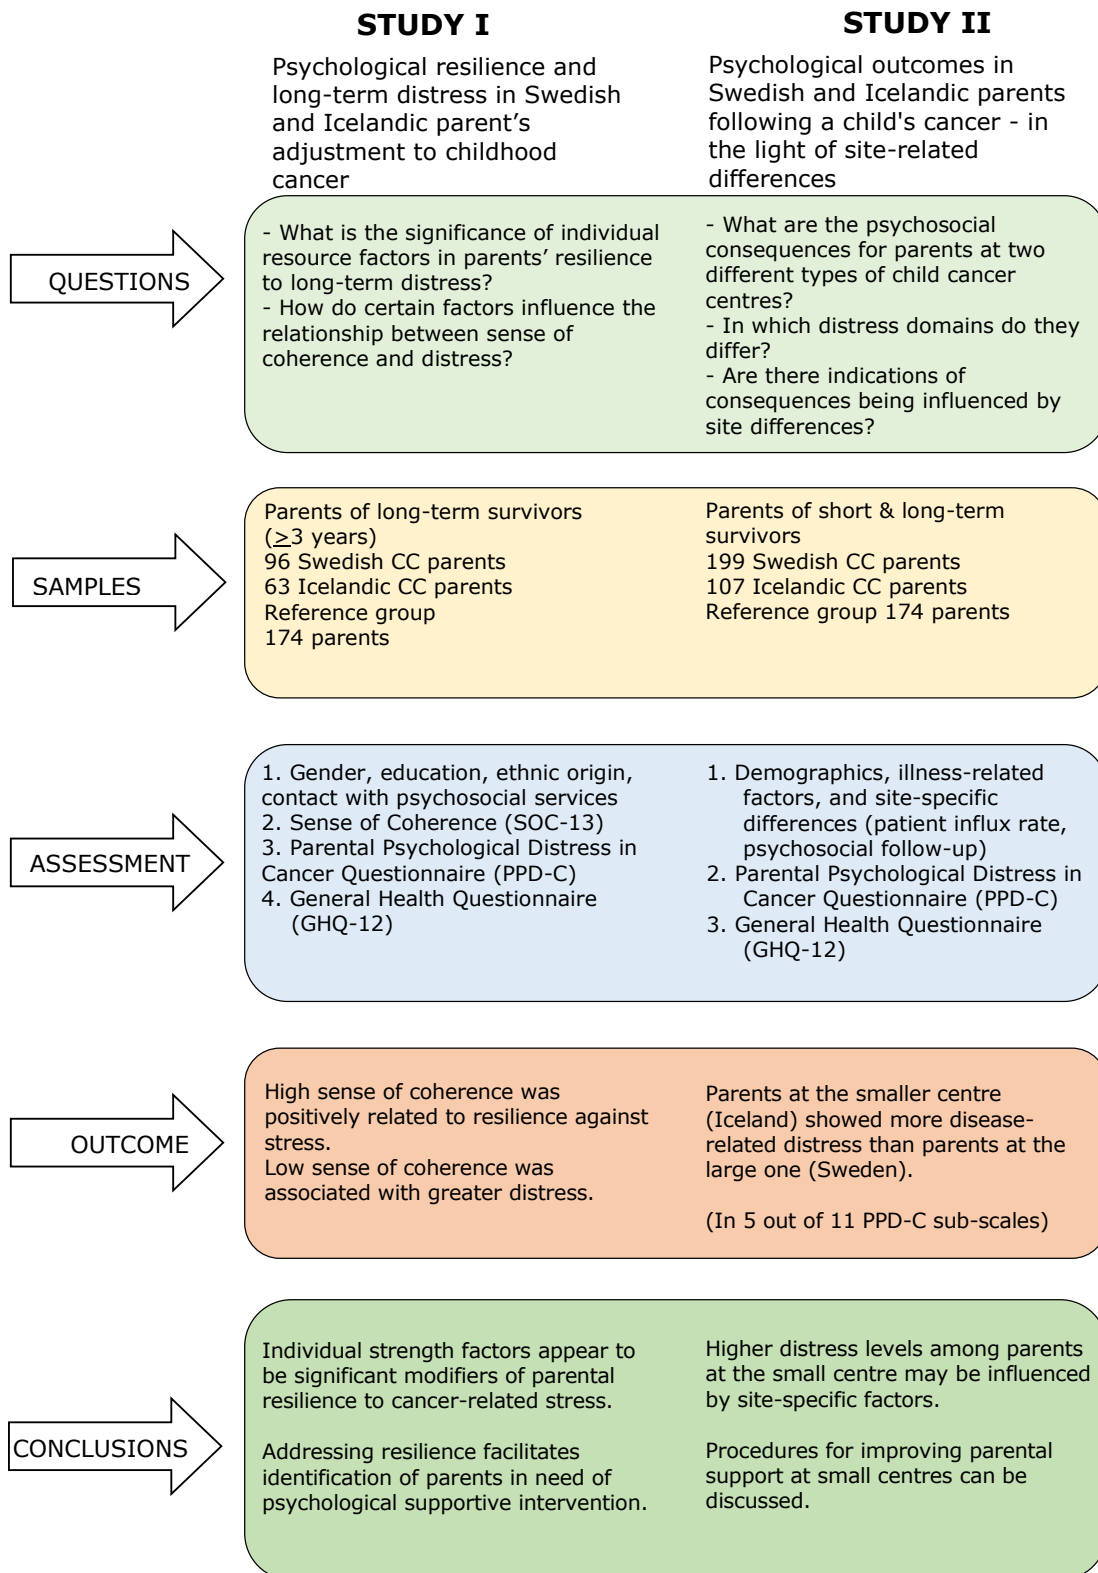 STUDY I
Psychological resilience and
long-term distress in Swedish
and Icelandic parent’s
adjustment to childhood
cancer
STUDY II
Psychological outcomes in
Swedish and Icelandic parents
following a child's cancer - in
the light of site-related
differences
QUESTIONS
- What is the significance of individual
resource factors in parents’ resilience
to long-term distress?
- How do certain factors influence the
relationship between sense of
coherence and distress?
- What are the psychosocial
consequences for parents at two
different types of child cancer
centres?
- In which distress domains do they
differ?
- Are there indications of
consequences being influenced by
site differences?
SAMPLES
Parents of long-term survivors
(≥3 years)
96 Swedish CC parents
63 Icelandic CC parents
Reference group
174 parents
Parents of short & long-term
survivors
199 Swedish CC parents
107 Icelandic CC parents
Reference group 174 parents
ASSESSMENT
1. Gender, education, ethnic origin,
contact with psychosocial services
2. Sense of Coherence (SOC-13)
3. Parental Psychological Distress in
Cancer Questionnaire (PPD-C)
4. General Health Questionnaire
(GHQ-12)
1. Demographics, illness-related
factors, and site-specific
differences (patient influx rate,
psychosocial follow-up)
2. Parental Psychological Distress in
Cancer Questionnaire (PPD-C)
3. General Health Questionnaire
(GHQ-12)
OUTCOME
High sense of coherence was
positively related to resilience against
stress.
Low sense of coherence was
associated with greater distress.
Parents at the smaller centre
(Iceland) showed more disease-
related distress than parents at the
large one (Sweden).
(In 5 out of 11 PPD-C sub-scales)
CONCLUSIONS
Individual strength factors appear to
be significant modifiers of parental
resilience to cancer-related stress.
Addressing resilience facilitates
identification of parents in need of
psychological supportive intervention.
Higher distress levels among parents
at the small centre may be influenced
by site-specific factors.
Procedures for improving parental
support at small centres can be
discussed.